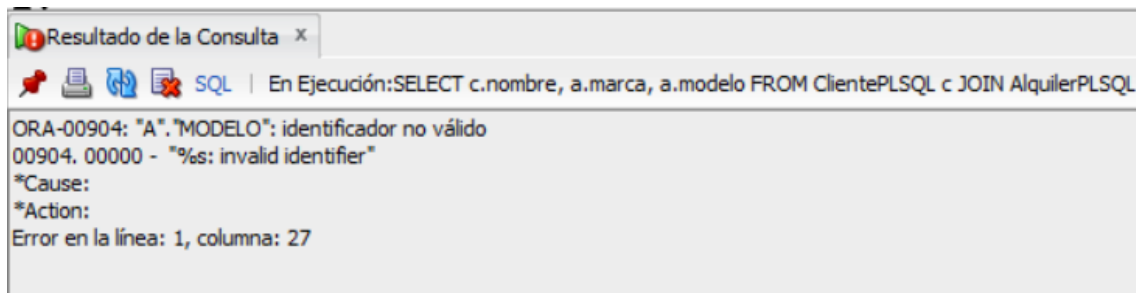 Resultado de la Consulta x
SQL | En Ejecución:SELECT c.nombre, a.marca, a.modelo FROM ClientePLSQL c JOIN AlquilerPLSQL
ORA-00904: "A"."MODELO": identificador no válido
00904. 00000 - "%s: invalid identifier"
*Cause:
*Action:
Error en la línea: 1, columna: 27